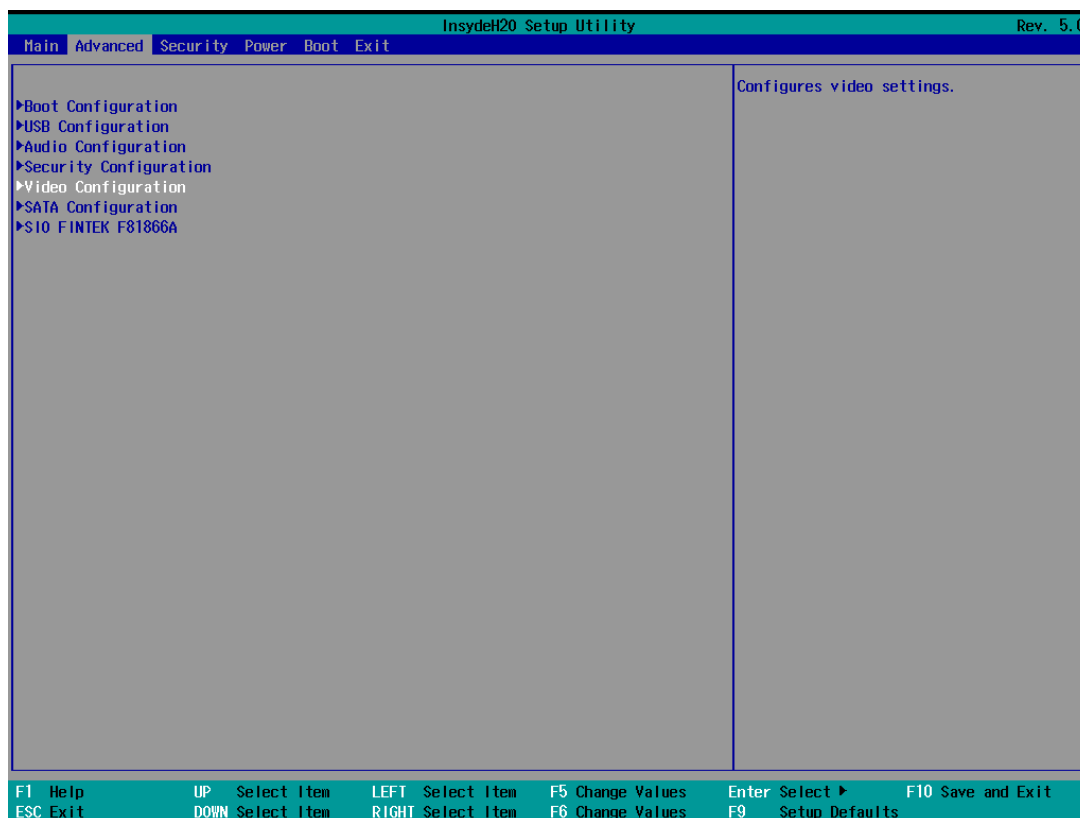 InsydeH20 Setup Utility Rev. 5.0
Main Advanced Security Power Boot Exit
Configures video settings.
▶Boot Configuration
▶USB Configuration
▶Audio Configuration
▶Security Configuration
▶Video Configuration
▶SATA Configuration
▶SIO FINTEK F81866A
F1 Help UP Select Item LEFT Select Item F5 Change Values Enter Select ▶ F10 Save and Exit
ESC Exit DOWN Select Item RIGHT Select Item F6 Change Values F9 Setup Defaults